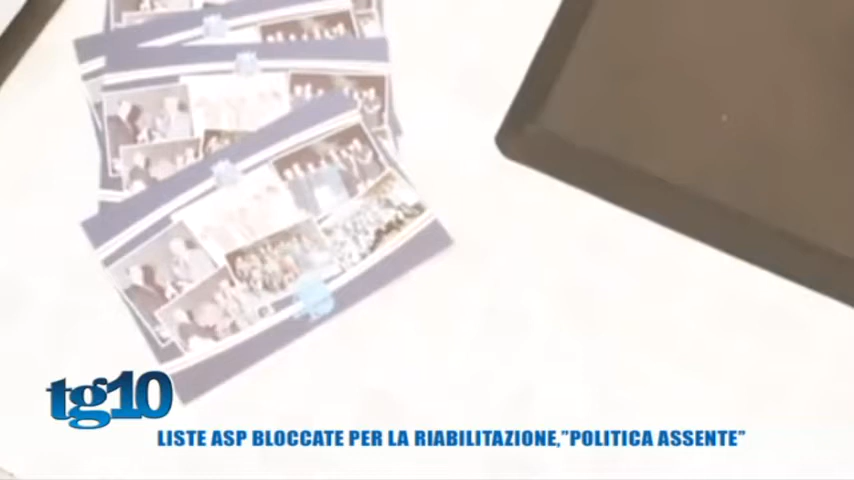 tg10
LISTE ASP BLOCCATE PER LA RIABILITAZIONE,"POLITICA ASSENTE"